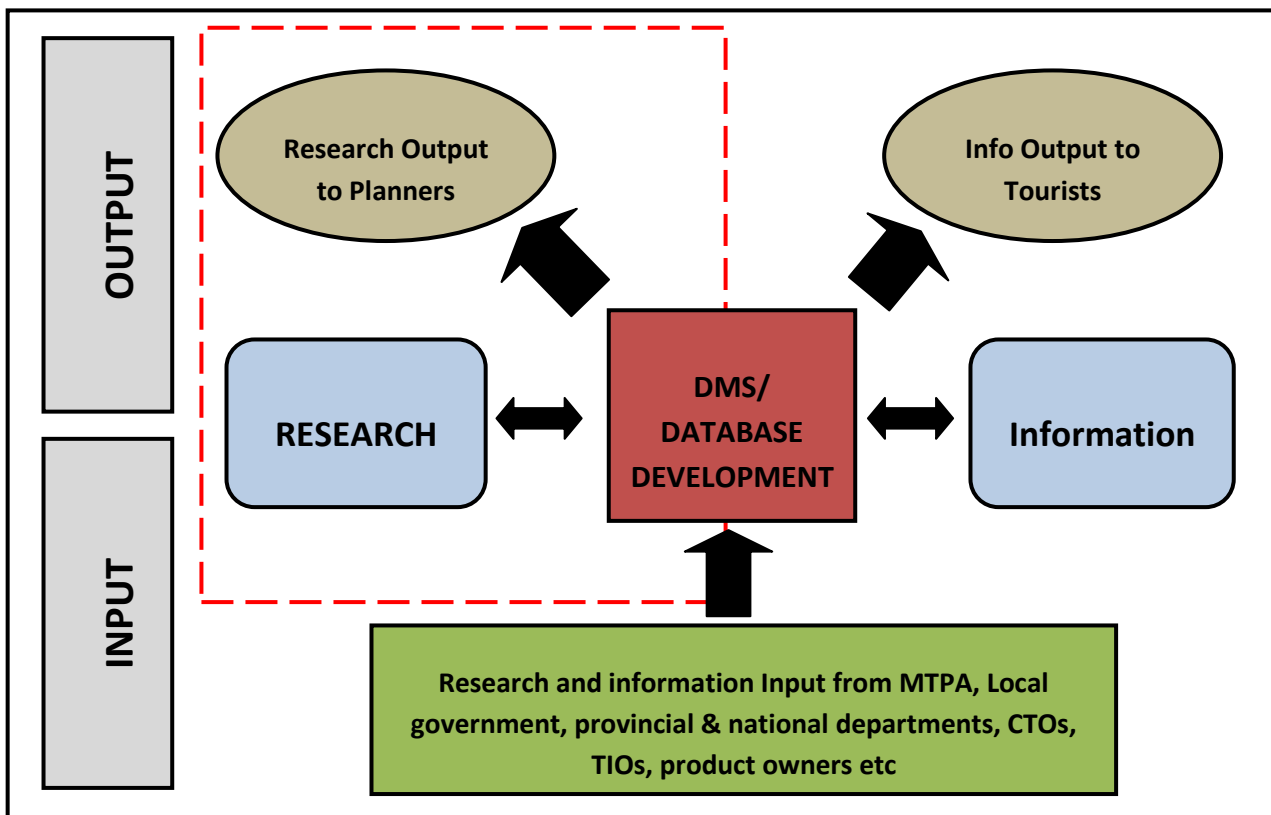 OUTPUT
Research Output
to Planners
Info Output to
Tourists
RESEARCH
DMS/
DATABASE
DEVELOPMENT
Information
INPUT
Research and information Input from MTPA, Local
government, provincial & national departments, CTOs,
TIOs, product owners etc